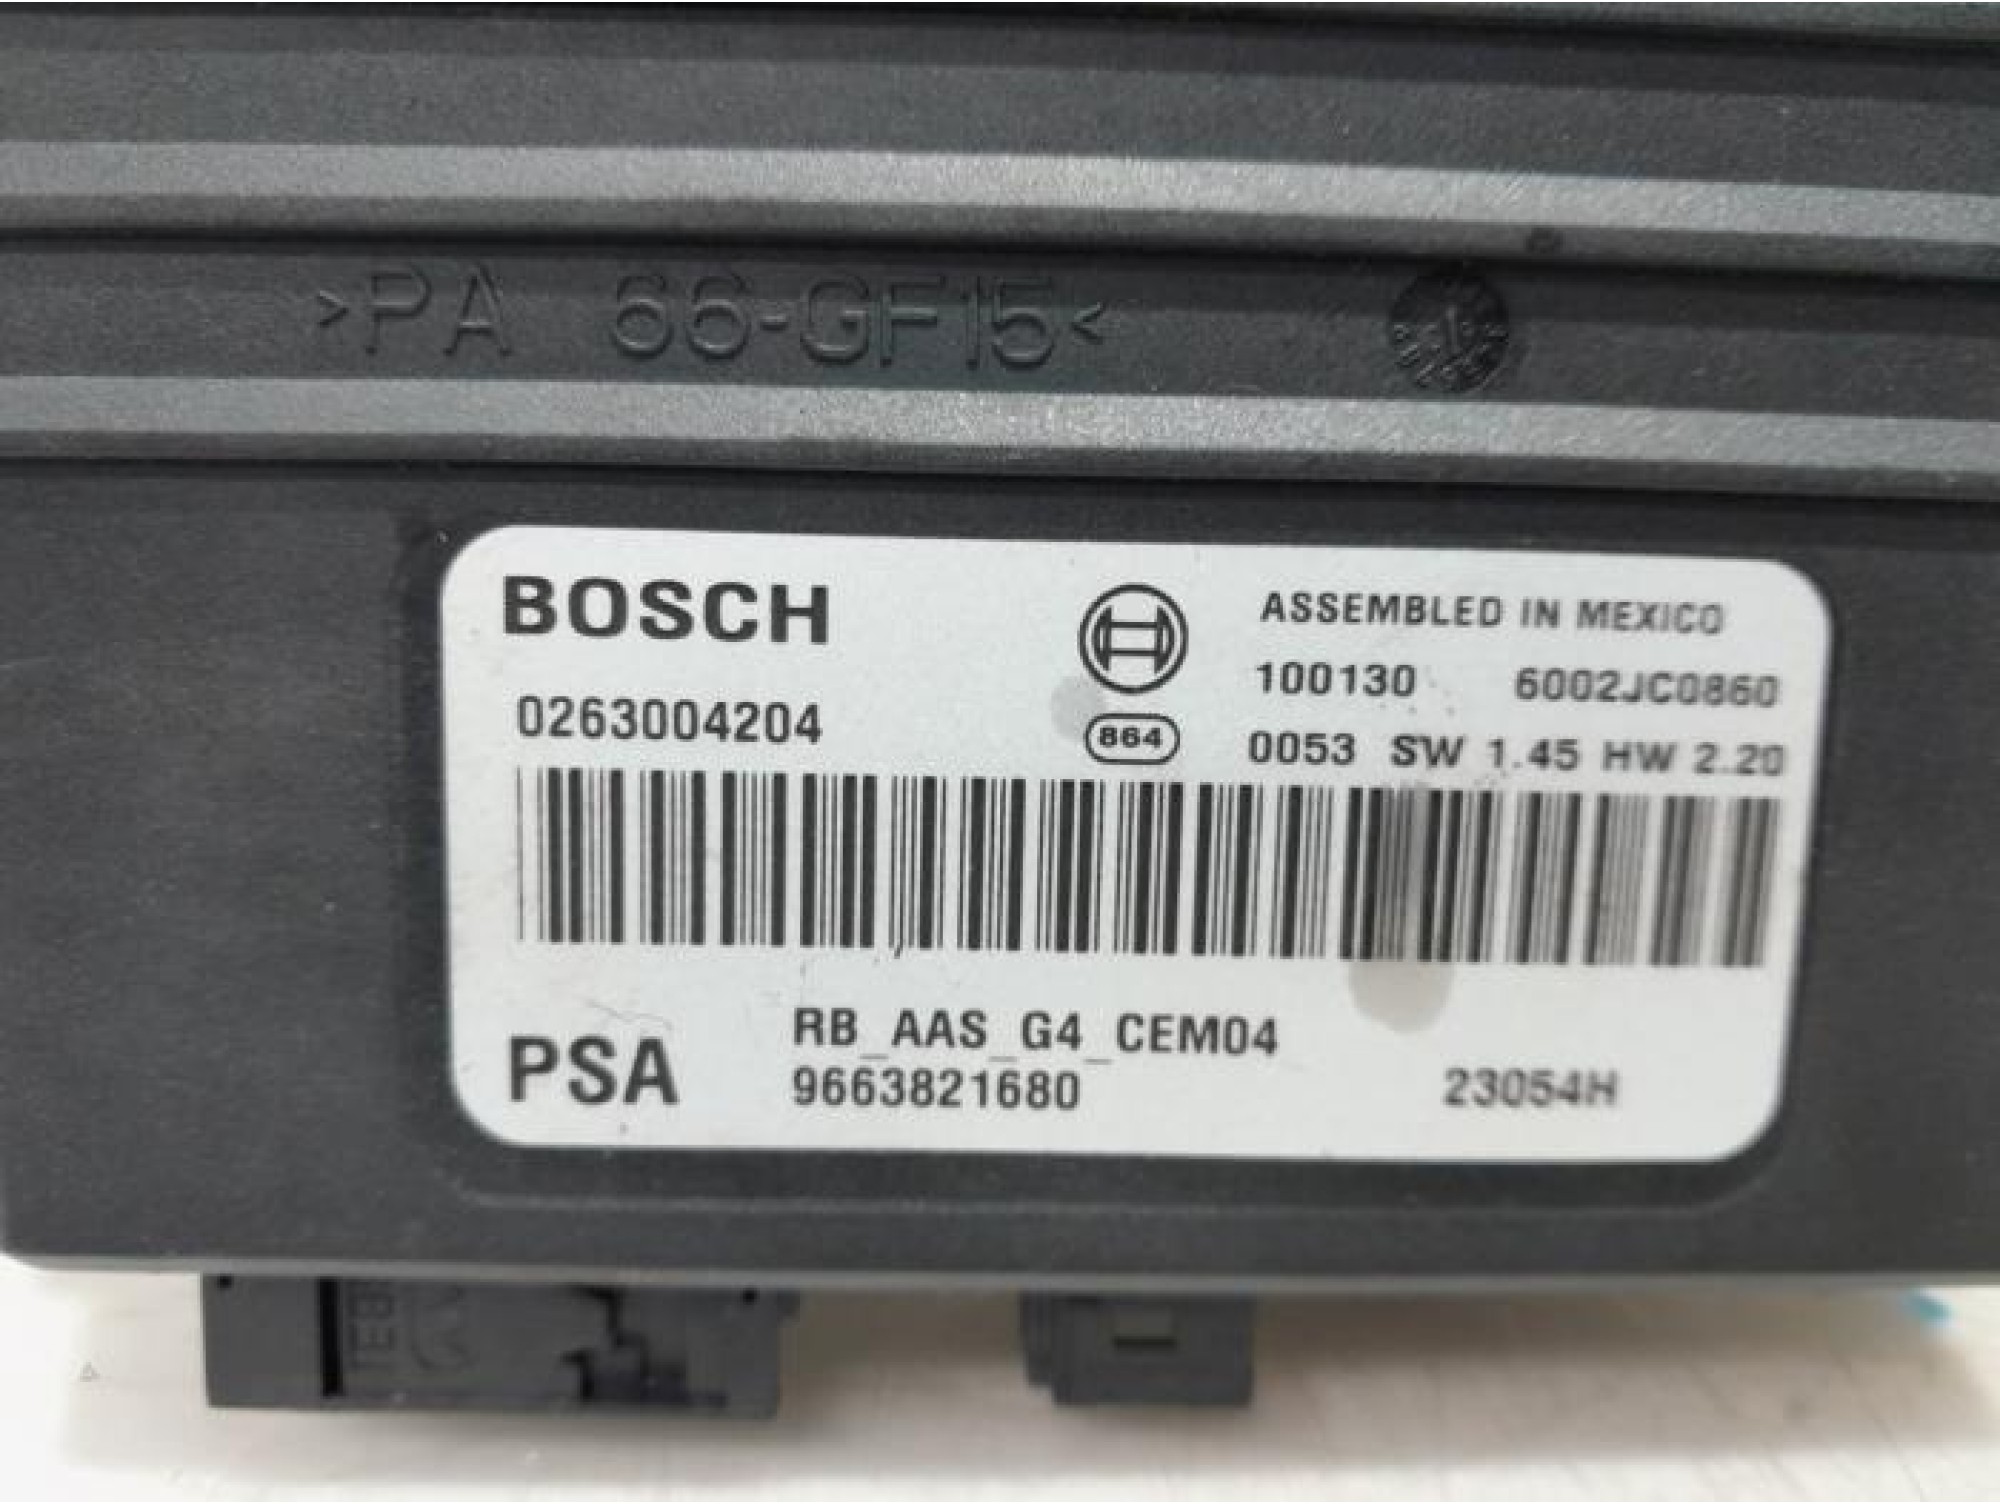 >PA 66-GF15<
BOSCH
ASSEMBLED IN MEXICO
100130 6002JC0860
0263004204
864
0053 SW 1.45 HW 2.20
PSA
RB_AAS_G4_CEM04
9663821680
23054H